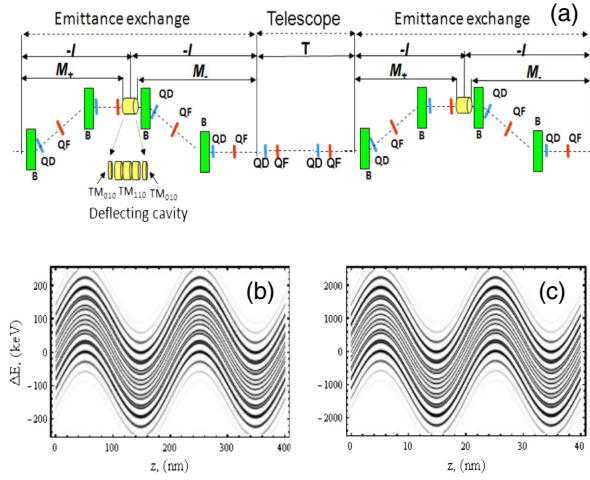 Emittance exchange
Telescope
Emittance exchange
(a)
-I
-I
T
-I
-I
M+
M-
M+
M-
QD
QF
QD
QF
B
B
B
QD
QF
B
QD
QF
QD
QF
QD
QF
B
QD
QF
B
B
QD
QF
B
QD
QF
TM010
TM110
TM010
Deflecting cavity
(b)
(c)
ΔE, (keV)
200
100
0
-100
-200
0
100
200
300
400
z, (nm)
2000
1000
0
-1000
-2000
0
10
20
30
40
z, (nm)